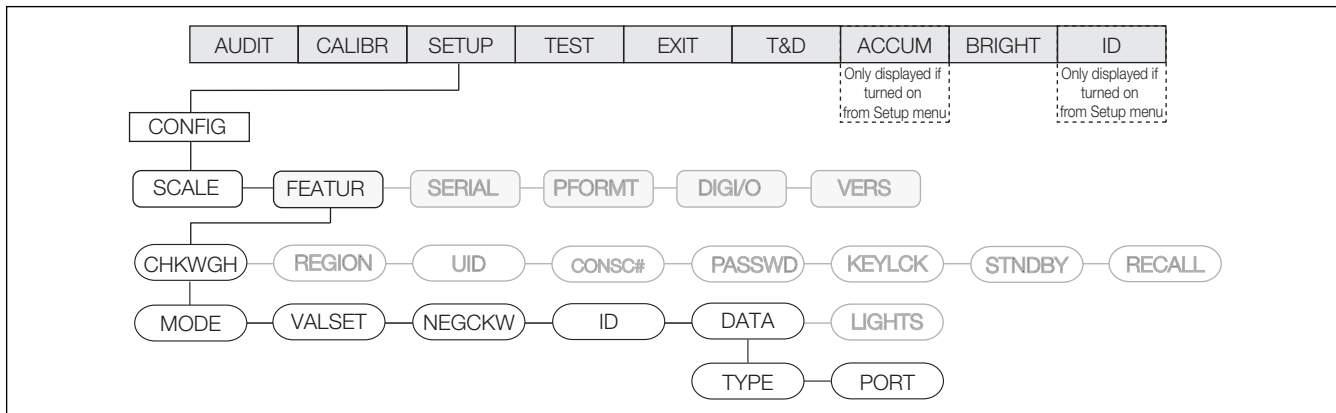 AUDIT CALIBR SETUP TEST EXIT T&D ACCUM BRIGHT ID
Only displayed if turned on from Setup menu
Only displayed if turned on from Setup menu
CONFIG
SCALE FEATUR SERIAL PFORMT DIGI/O VERS
CHKWGH REGION UID CONSC# PASSWD KEYLCK STNDBY RECALL
MODE VALSET NEGCKW ID DATA LIGHTS
TYPE PORT